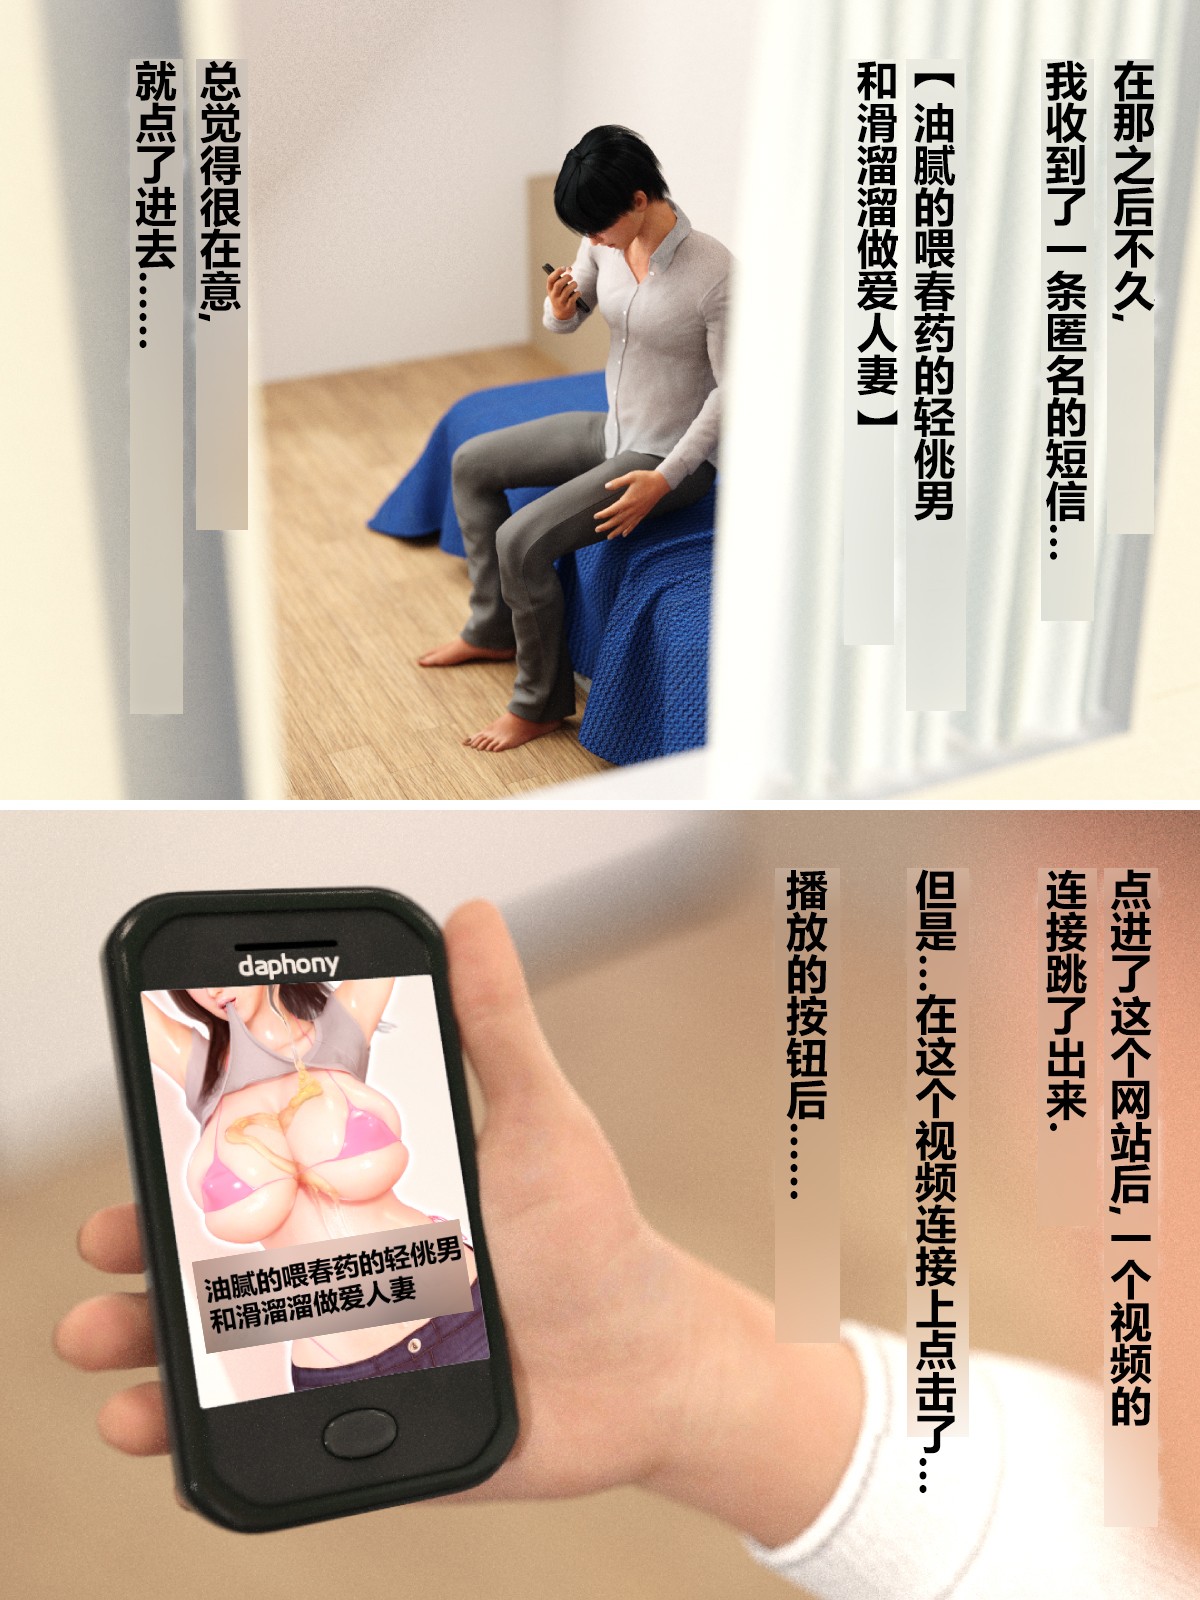 在那之后不久,
我收到了一条匿名的短信…
【油腻的喂春药的轻佻男
和滑溜溜做爱人妻】
总觉得很在意,
就点了进去……
点进了这个网站后,一个视频的
连接跳了出来.
但是…在这个视频连接上点击了…
播放的按钮后……
daphony
油腻的喂春药的轻佻男
和滑溜溜做爱人妻